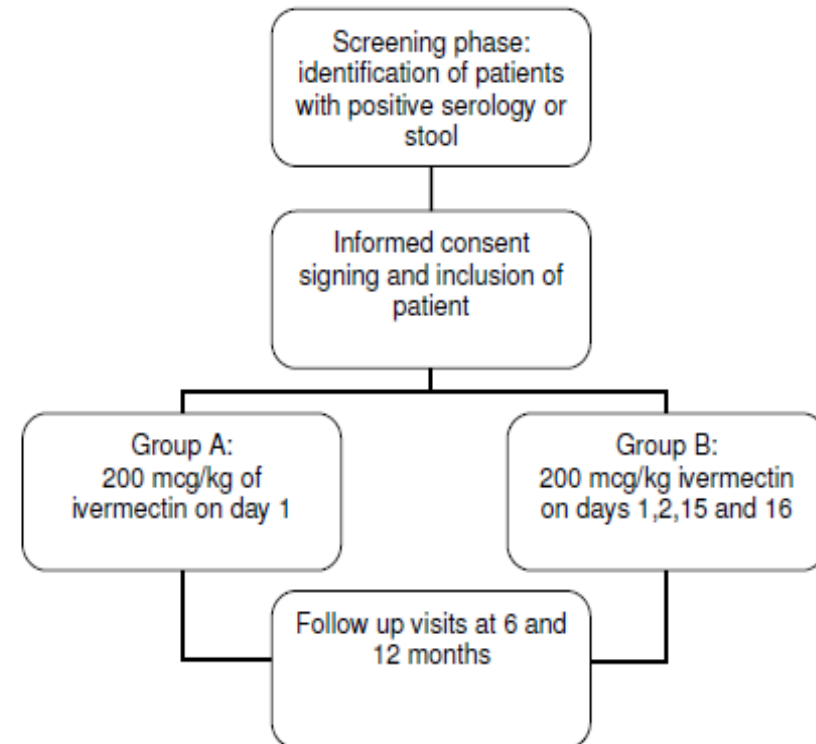 Screening phase:
identification of patients
with positive serology or
stool
Informed consent
signing and inclusion of
patient
Group A:
200 mcg/kg of
ivermectin on day 1
Group B:
200 mcg/kg ivermectin
on days 1,2,15 and 16
Follow up visits at 6 and
12 months